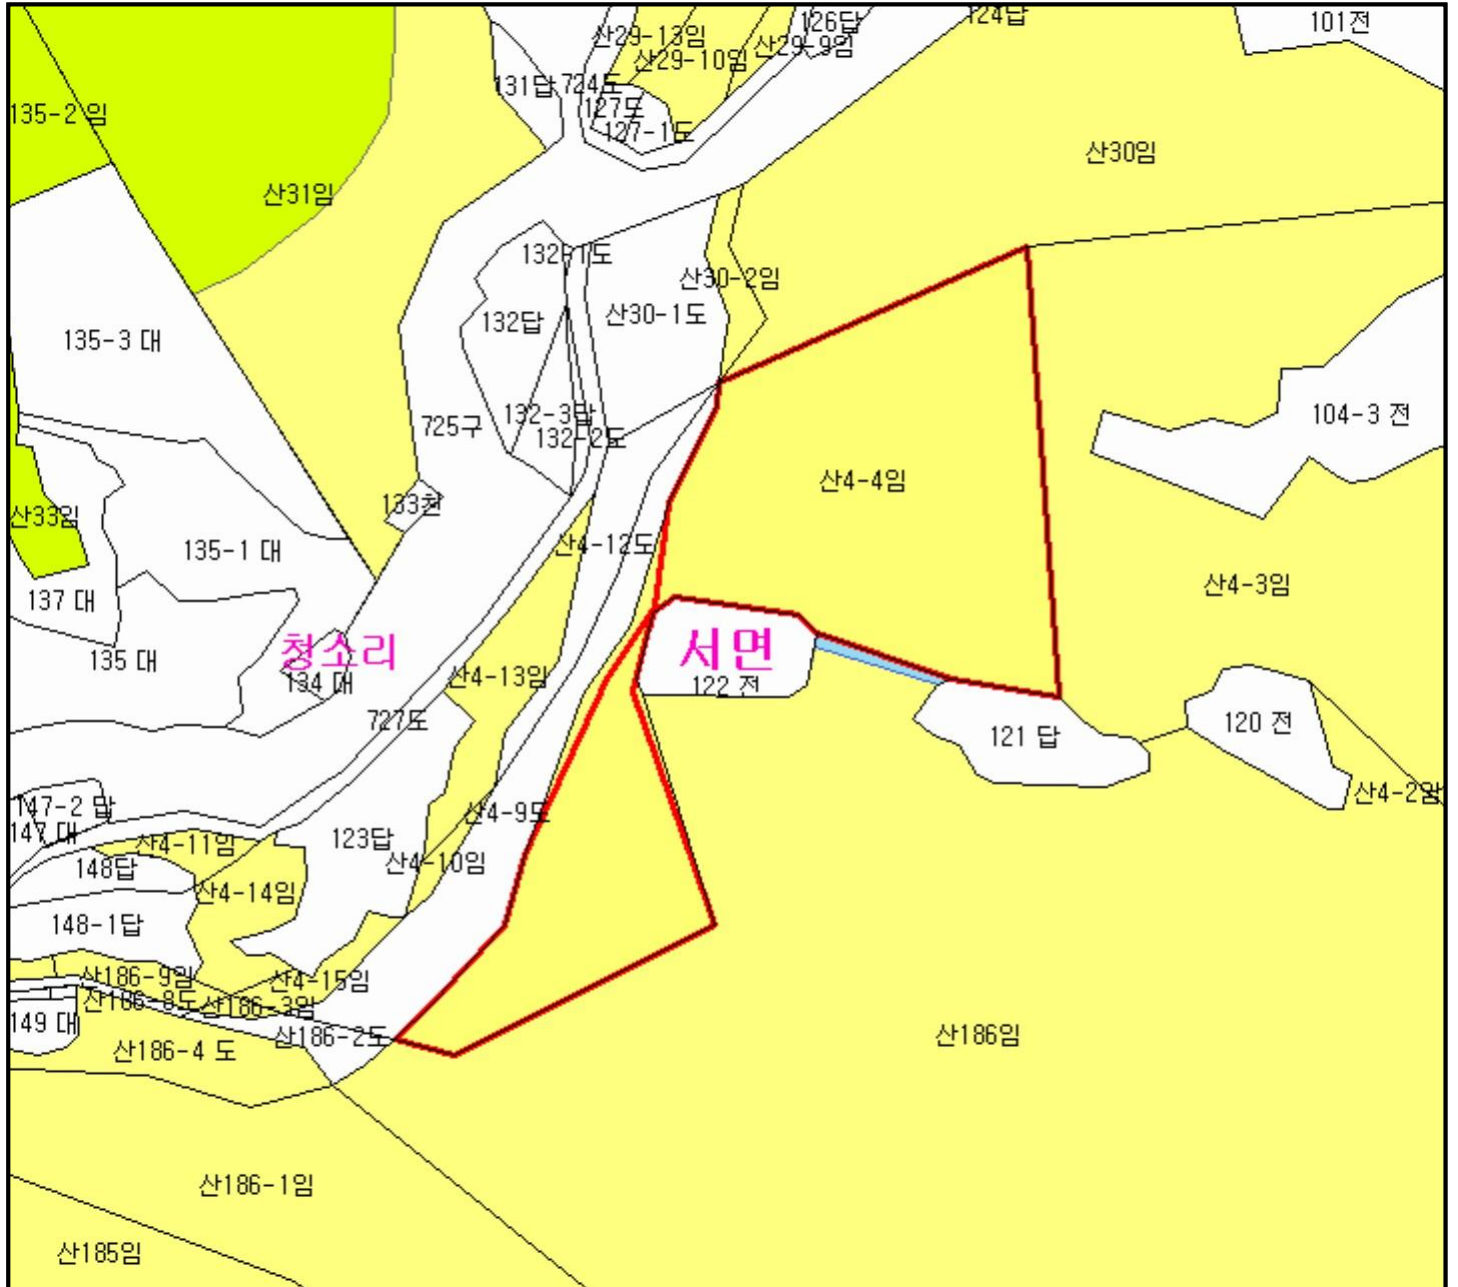 126답
124답
101전
산29-13임
산29-9임
산29-10임
131답
724도
127도
127-1도
135-2 임
산30임
산31임
132-1도
산30-2임
132답
산30-1도
135-3 대
132-3답
104-3 전
725구
132-2도
산4-4임
133천
산33임
산4-12도
135-1 대
산4-3임
137 대
청소리
서면
135 대
134 대
산4-13임
122 전
727도
121 답
120 전
산4-2임
147-2 답
산4-9도
147 대
산4-11임
123답
산4-10임
148답
산4-14임
148-1답
산186-9임
산4-15임
산186-8도
산186-3임
149 대
산186-2도
산186임
산186-4 도
산186-1임
산185임